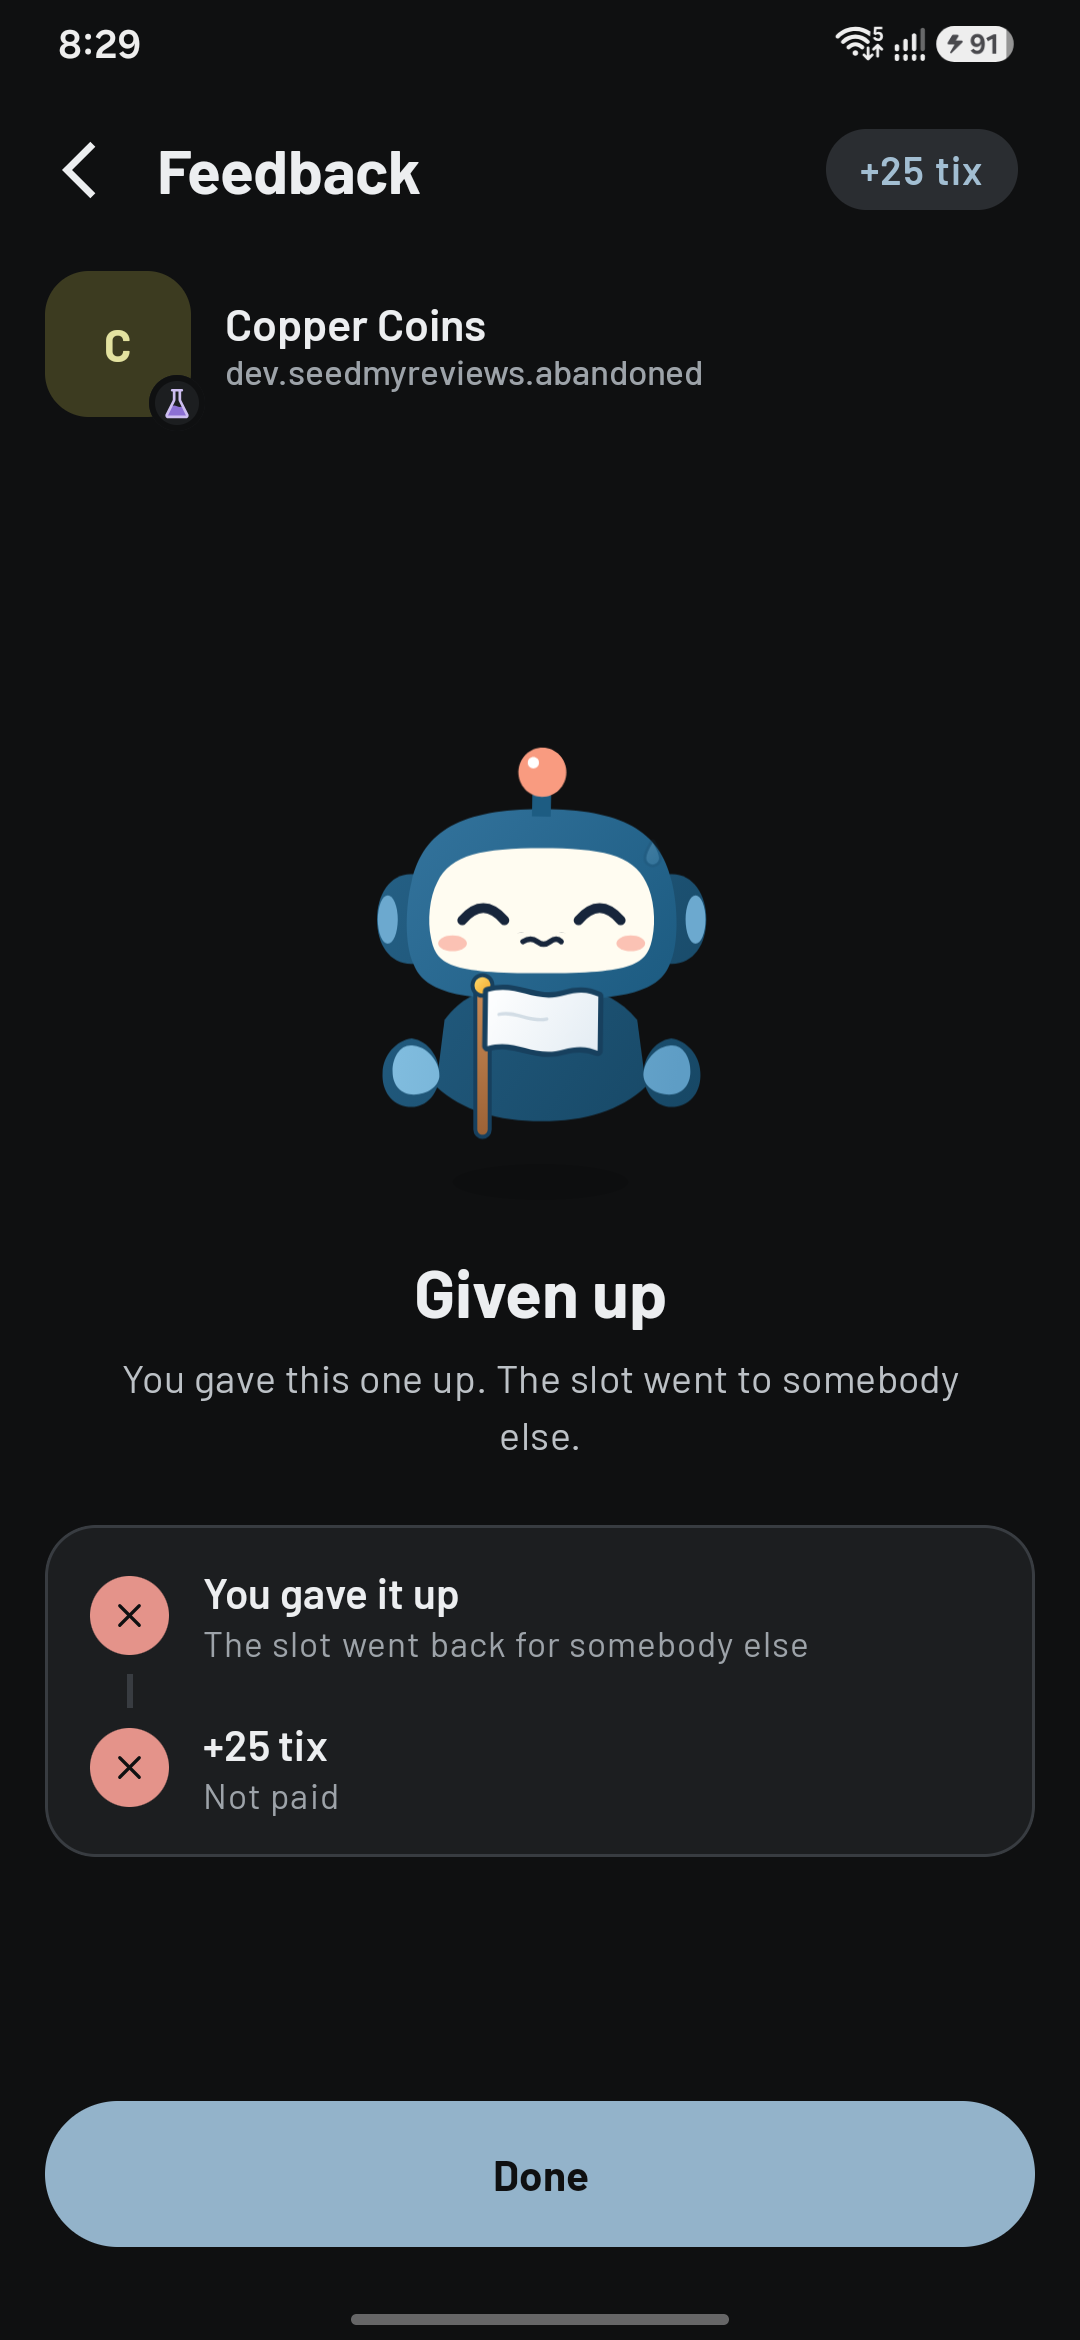 8:29
5
91
Feedback
+25 tix
C
Copper Coins
dev.seedmyreviews.abandoned
Given up
You gave this one up. The slot went to somebody
else.
You gave it up
The slot went back for somebody else
+25 tix
Not paid
Done